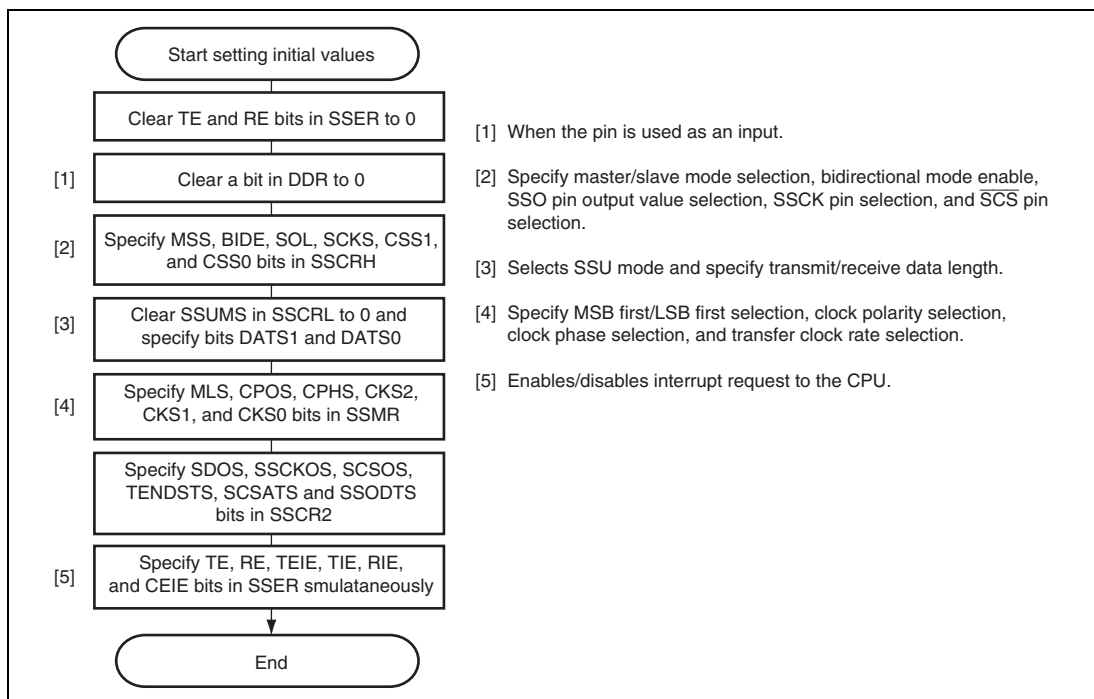 Start setting initial values
Clear TE and RE bits in SSER to 0
[1]
Clear a bit in DDR to 0
[2]
Specify MSS, BIDE, SOL, SCKS, CSS1,
and CSS0 bits in SSCRH
[3]
Clear SSUMS in SSCRL to 0 and
specify bits DATS1 and DATS0
[4]
Specify MLS, CPOS, CPHS, CKS2,
CKS1, and CKS0 bits in SSMR
Specify SDOS, SSCKOS, SCSOS,
TENDSTS, SCSATS and SSODTS
bits in SSCR2
[5]
Specify TE, RE, TEIE, TIE, RIE,
and CEIE bits in SSER smulataneously
End
[1] When the pin is used as an input.
[2] Specify master/slave mode selection, bidirectional mode enable,
SSO pin output value selection, SSCK pin selection, and SCS pin
selection.
[3] Selects SSU mode and specify transmit/receive data length.
[4] Specify MSB first/LSB first selection, clock polarity selection,
clock phase selection, and transfer clock rate selection.
[5] Enables/disables interrupt request to the CPU.